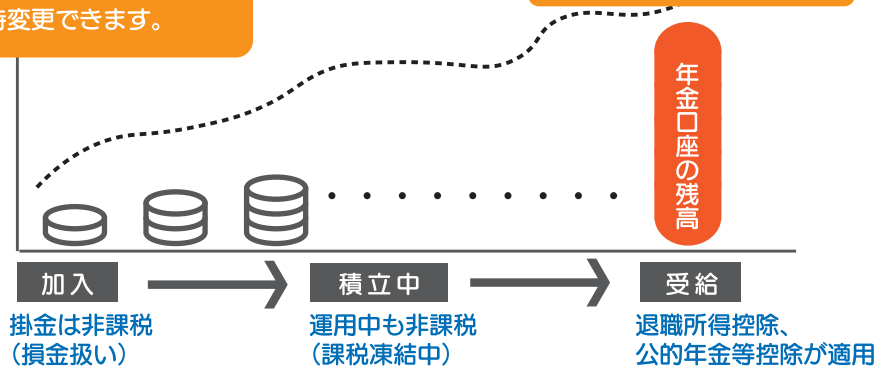 時変更できます。
年金口座の残高
加入
積立中
受給
掛金は非課税
（損金扱い）
運用中も非課税
（課税凍結中）
退職所得控除、
公的年金等控除が適用